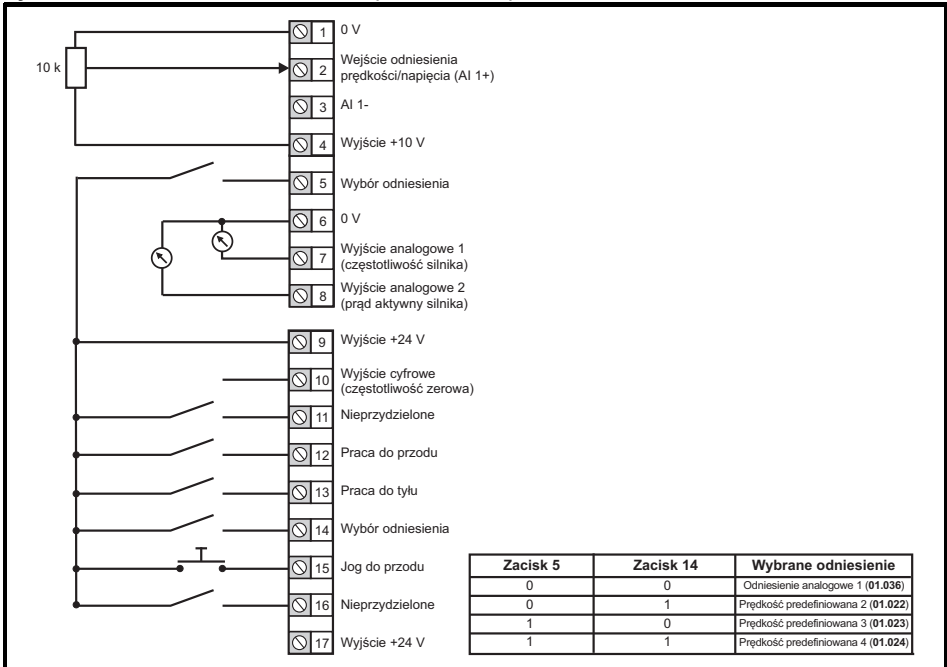 10 k
1 0 V
2 Wejście odniesienia
prędkości/napięcia (AI 1+)
3 AI 1-
4 Wyjście +10 V
5 Wybór odniesienia
6 0 V
7 Wyjście analogowe 1
(częstotliwość silnika)
8 Wyjście analogowe 2
(prąd aktywny silnika)
9 Wyjście +24 V
10 Wyjście cyfrowe
(częstotliwość zerowa)
11 Nieprzydzielone
12 Praca do przodu
13 Praca do tyłu
14 Wybór odniesienia
15 Jog do przodu
16 Nieprzydzielone
17 Wyjście +24 V
Zacisk 5 Zacisk 14 Wybrane odniesienie
0 0 Odniesienie analogowe 1 (01.036)
0 1 Prędkość predefiniowana 2 (01.022)
1 0 Prędkość predefiniowana 3 (01.023)
1 1 Prędkość predefiniowana 4 (01.024)